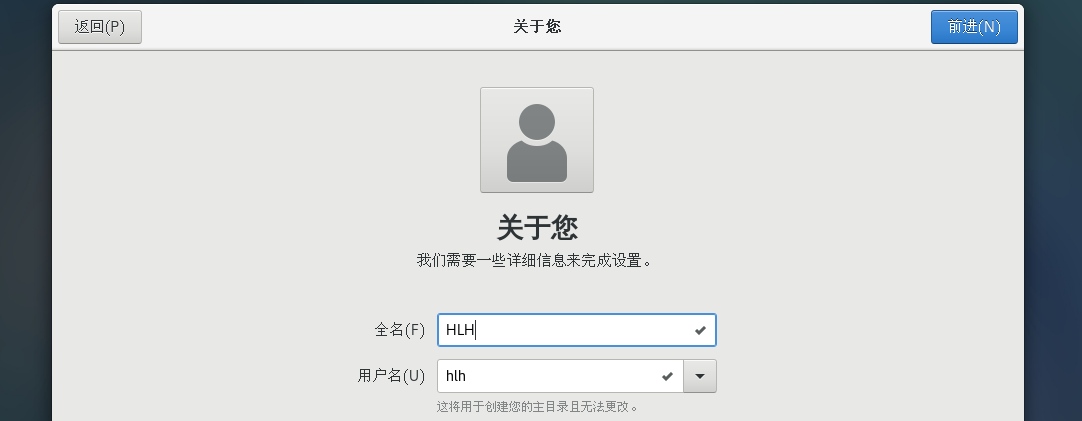 返回(P) 关于您 前进(N)
关于您
我们需要一些详细信息来完成设置。
全名(F) HLH
用户名(U) hlh
这将用于创建您的主目录且无法更改。